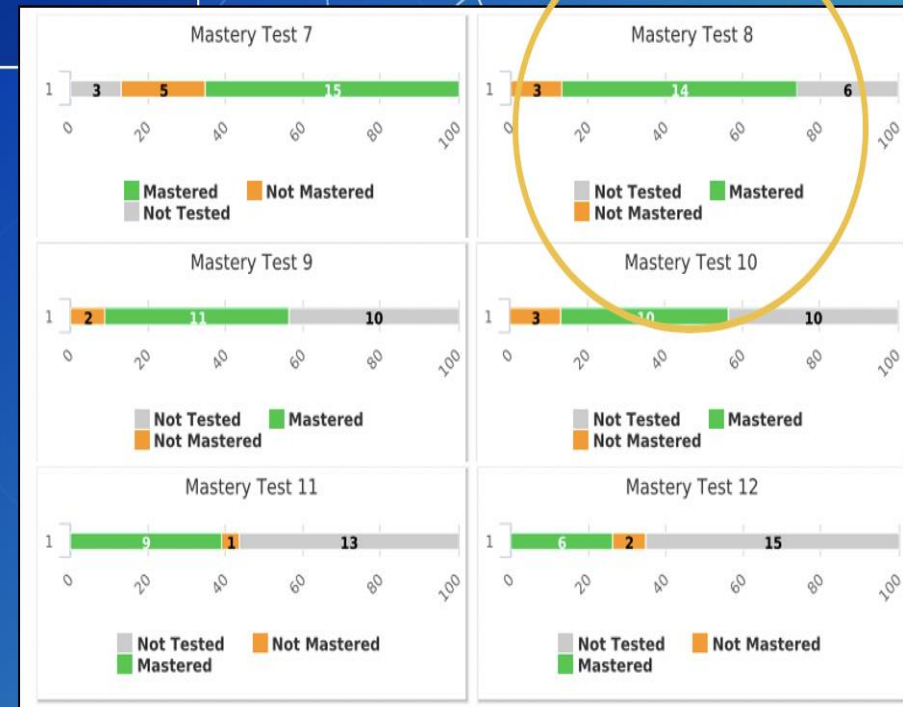 Mastery Test 7
1 3 5 15
0 20 40 60 80 100
Mastered Not Mastered
Not Tested
Mastery Test 8
1 3 14 6
0 20 40 60 80 100
Not Tested Mastered
Not Mastered
Mastery Test 9
1 2 11 10
0 20 40 60 80 100
Not Tested Mastered
Not Mastered
Mastery Test 10
1 3 10 10
0 20 40 60 80 100
Not Tested Mastered
Not Mastered
Mastery Test 11
1 9 1 13
0 20 40 60 80 100
Not Tested Not Mastered
Mastered
Mastery Test 12
1 6 2 15
0 20 40 60 80 100
Not Tested Not Mastered
Mastered